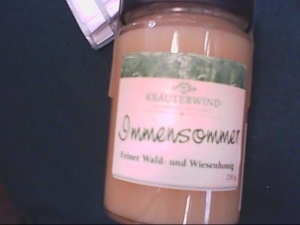 KRÄUTERWIND
Immensommer
Feiner Wald- und Wiesenhonig
250 g